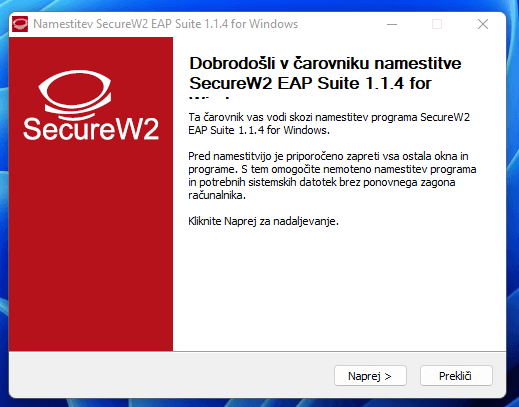 Namestitev SecureW2 EAP Suite 1.1.4 for Windows
SecureW2
Dobrodošli v čarovniku namestitve
SecureW2 EAP Suite 1.1.4 for
Ta čarovnik vas vodi skozi namestitev programa SecureW2
EAP Suite 1.1.4 for Windows.
Pred namestitvijo je priporočeno zapreti vsa ostala okna in
programe. S tem omogočite nemoteno namestitev programa
in potrebnih sistemskih datotek brez ponovnega zagona
računalnika.
Kliknite Naprej za nadaljevanje.
Naprej >
Prekliči